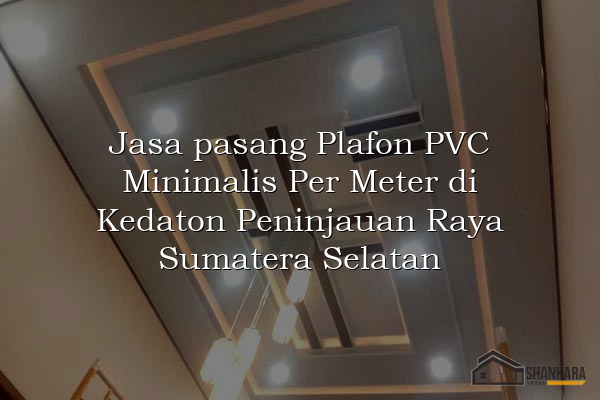 Jasa pasang Plafon PVC
Minimalis Per Meter di
Kedaton Peninjauan Raya
Sumatera Selatan
SHANKARA